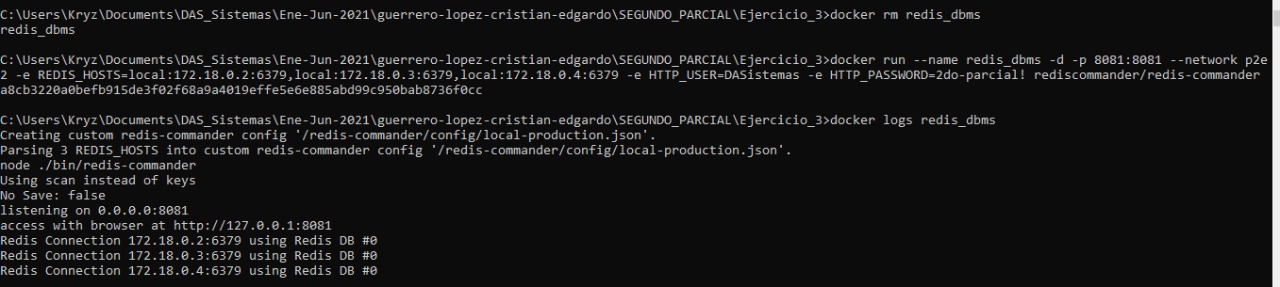 C:\Users\Kryz\Documents\DAS_Sistemas\Ene-Jun-2021\guerrero-lopez-cristian-edgardo\SEGUNDO_PARCIAL\Ejercicio_3>docker rm redis_dbms
redis_dbms
C:\Users\Kryz\Documents\DAS_Sistemas\Ene-Jun-2021\guerrero-lopez-cristian-edgardo\SEGUNDO_PARCIAL\Ejercicio_3>docker run --name redis_dbms -d -p 8081:8081 --network p2e
2 -e REDIS_HOSTS=local:172.18.0.2:6379,local:172.18.0.3:6379,local:172.18.0.4:6379 -e HTTP_USER=DASistemas -e HTTP_PASSWORD=2do-parcial! rediscommander/redis-commander
a8cb3220a0befb915de3f02f68a9a4019effe5e6e885abd99c950bab8736f0cc
C:\Users\Kryz\Documents\DAS_Sistemas\Ene-Jun-2021\guerrero-lopez-cristian-edgardo\SEGUNDO_PARCIAL\Ejercicio_3>docker logs redis_dbms
Creating custom redis-commander config '/redis-commander/config/local-production.json'.
Parsing 3 REDIS_HOSTS into custom redis-commander config '/redis-commander/config/local-production.json'.
node ./bin/redis-commander
Using scan instead of keys
No Save: false
listening on 0.0.0.0:8081
access with browser at http://127.0.0.1:8081
Redis Connection 172.18.0.2:6379 using Redis DB #0
Redis Connection 172.18.0.3:6379 using Redis DB #0
Redis Connection 172.18.0.4:6379 using Redis DB #0